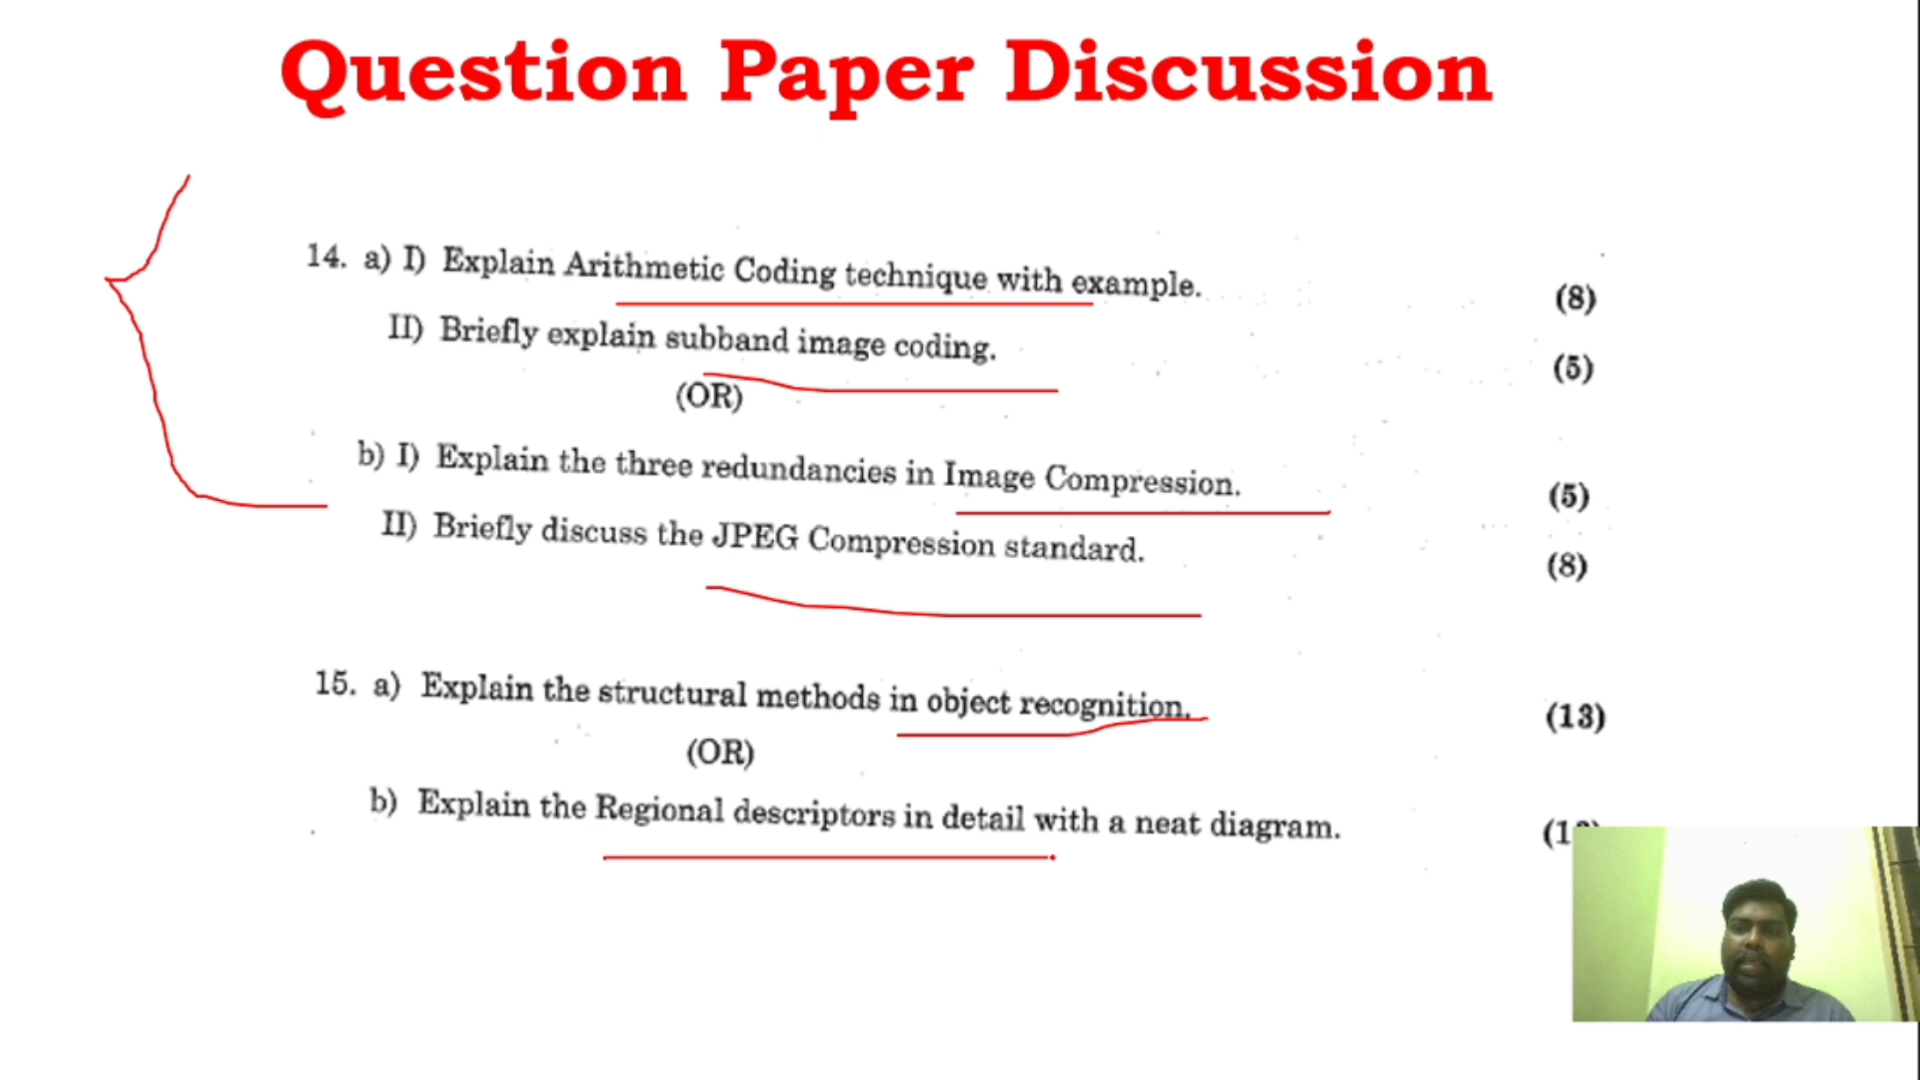 Question Paper Discussion
14. a) I) Explain Arithmetic Coding technique with example. (8)
II) Briefly explain subband image coding. (5)
(OR)
b) I) Explain the three redundancies in Image Compression. (5)
II) Briefly discuss the JPEG Compression standard. (8)
15. a) Explain the structural methods in object recognition. (13)
(OR)
b) Explain the Regional descriptors in detail with a neat diagram.